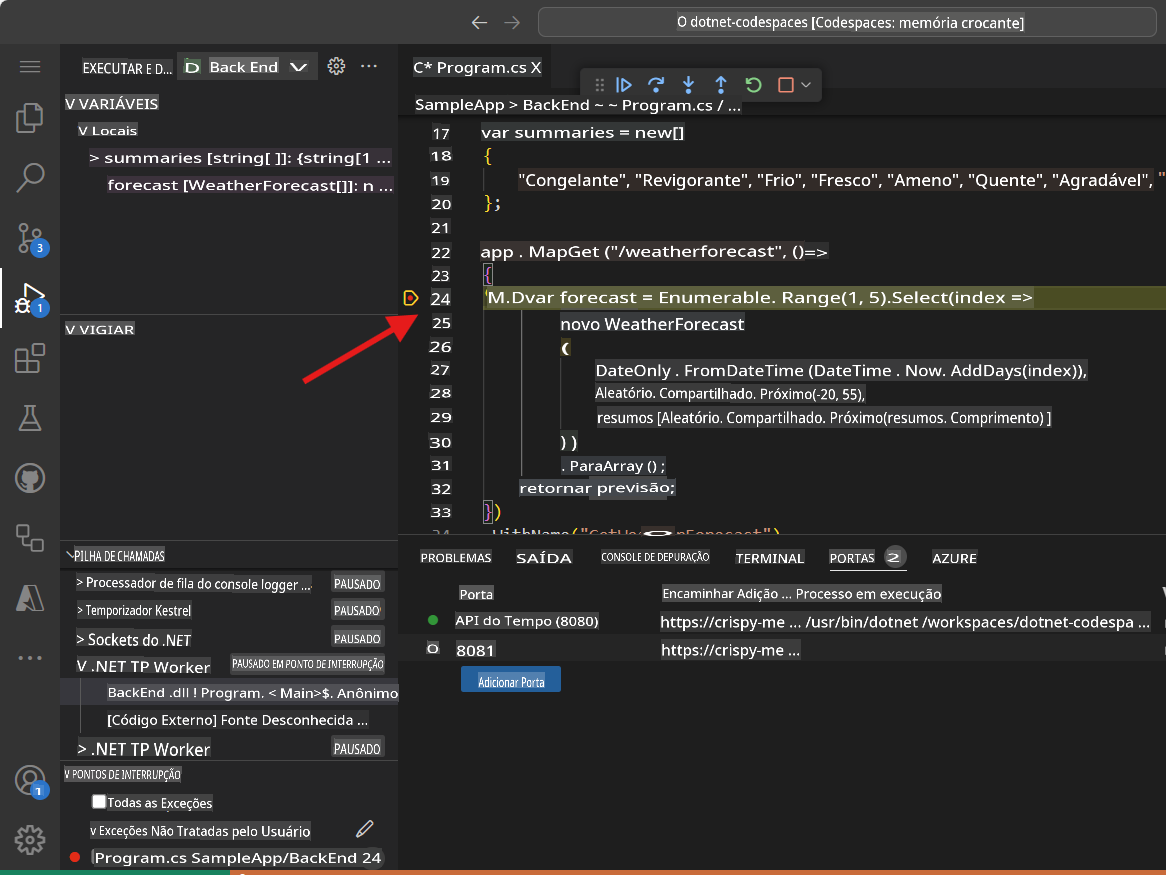 O dotnet-codespaces [Codespaces: memória crocante]
EXECUTAR E D...
D Back End
C* Program.cs X
SampleApp > BackEnd ~ ~ Program.cs / ...
V VARIÁVEIS
V Locais
> summaries [string[ ]]: {string[1 ...
forecast [WeatherForecast[]]: n ...
V VIGIAR
17 var summaries = new[]
18 {
19 "Congelante", "Revigorante", "Frio", "Fresco", "Ameno", "Quente", "Agradável", "
20 };
21
22 app . MapGet ("/weatherforecast", ()=>
23 {
24 M.Dvar forecast = Enumerable. Range(1, 5).Select(index =>
25 novo WeatherForecast
26 (
27 DateOnly . FromDateTime (DateTime . Now. AddDays(index)),
28 Aleatório. Compartilhado. Próximo(-20, 55),
29 resumos [Aleatório. Compartilhado. Próximo(resumos. Comprimento) ]
30 ) )
31 . ParaArray () ;
32 retornar previsão;
33 })
3
1
1
PILHA DE CHAMADAS
> Processador de fila do console logger ... PAUSADO
> Temporizador Kestrel PAUSADO
> Sockets do .NET PAUSADO
V .NET TP Worker PAUSADO EM PONTO DE INTERRUPÇÃO
BackEnd .dll ! Program. < Main>$. Anônimo
[Código Externo] Fonte Desconhecida ...
> .NET TP Worker PAUSADO
V PONTOS DE INTERRUPÇÃO
Todas as Exceções
v Exceções Não Tratadas pelo Usuário
Program.cs SampleApp/BackEnd 24
PROBLEMAS SAÍDA CONSOLE DE DEPURAÇÃO TERMINAL PORTAS 2 AZURE
Porta Encaminhar Adição ... Processo em execução
API do Tempo (8080) https://crispy-me ... /usr/bin/dotnet /workspaces/dotnet-codespa ...
O 8081 https://crispy-me ...
Adicionar Porta